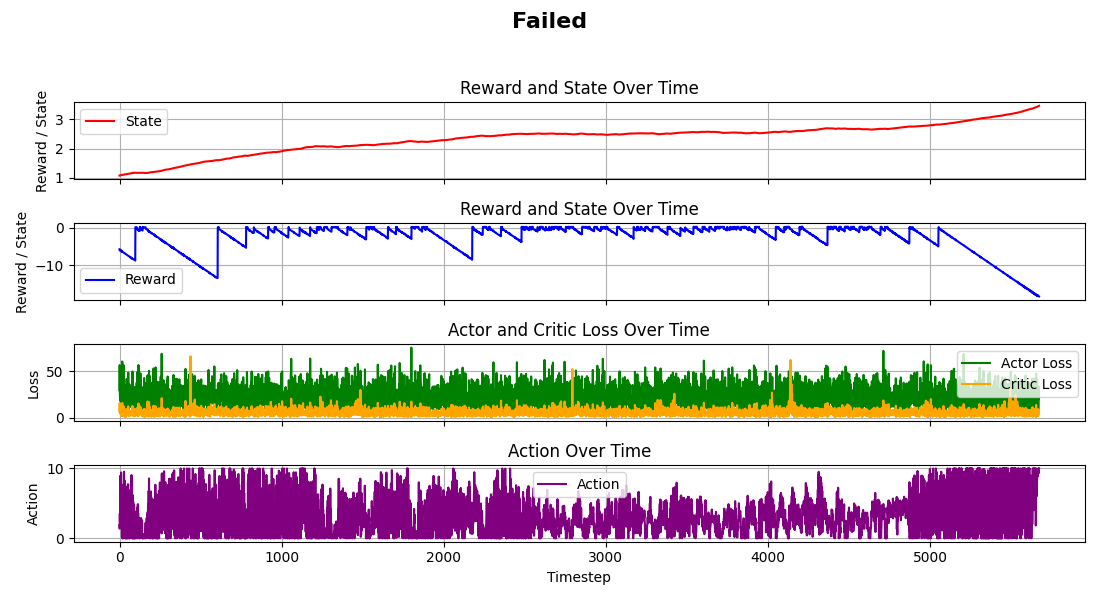 Failed
Reward and State Over Time
Reward / State
3
2
1
State
Reward and State Over Time
Reward / State
0
−10
Reward
Actor and Critic Loss Over Time
Loss
50
0
Actor Loss
Critic Loss
Action Over Time
Action
10
0
Action
0 1000 2000 3000 4000 5000
Timestep